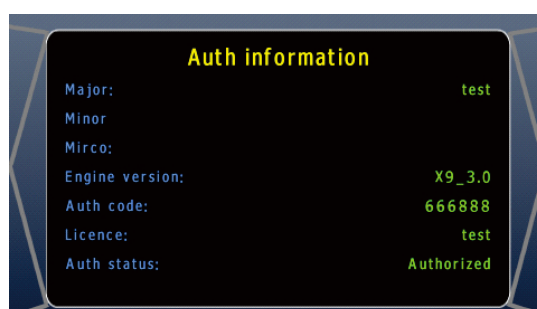 Auth information
Major: test
Minor
Mirco:
Engine version: X9_3.0
Auth code: 666888
Licence: test
Auth status: Authorized